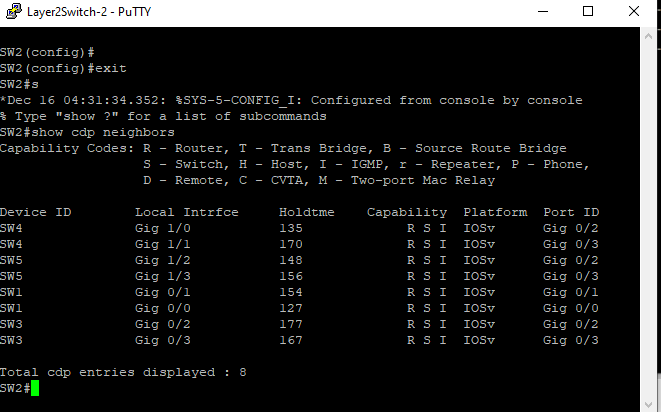 Layer2Switch-2 - PuTTY
SW2(config)#
SW2(config)#exit
SW2#s
*Dec 16 04:31:34.352: %SYS-5-CONFIG_I: Configured from console by console
% Type "show ?" for a list of subcommands
SW2#show cdp neighbors
Capability Codes: R - Router, T - Trans Bridge, B - Source Route Bridge
                  S - Switch, H - Host, I - IGMP, r - Repeater, P - Phone,
                  D - Remote, C - CVTA, M - Two-port Mac Relay
Device ID        Local Intrfce     Holdtme    Capability  Platform  Port ID
SW4              Gig 1/0           135             R S I  IOSv      Gig 0/2
SW4              Gig 1/1           170             R S I  IOSv      Gig 0/3
SW5              Gig 1/2           148             R S I  IOSv      Gig 0/2
SW5              Gig 1/3           156             R S I  IOSv      Gig 0/3
SW1              Gig 0/1           154             R S I  IOSv      Gig 0/1
SW1              Gig 0/0           127             R S I  IOSv      Gig 0/0
SW3              Gig 0/2           177             R S I  IOSv      Gig 0/2
SW3              Gig 0/3           167             R S I  IOSv      Gig 0/3
Total cdp entries displayed : 8
SW2#